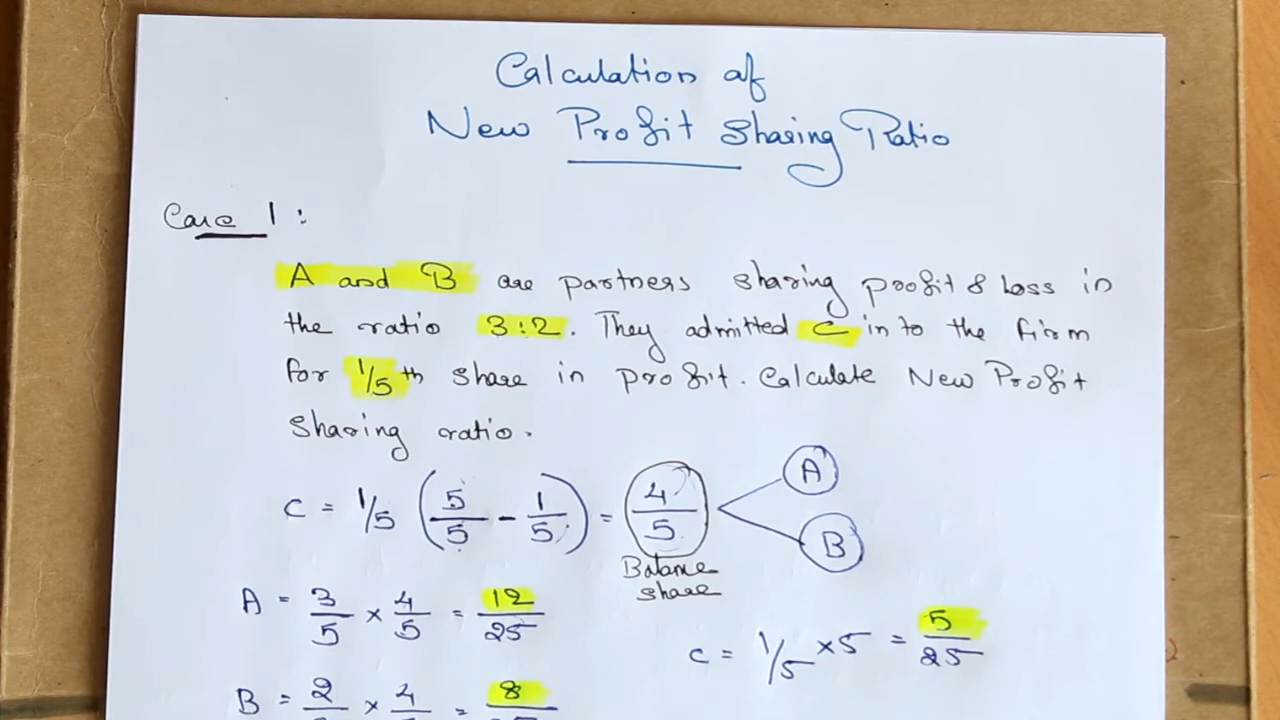 Calculation of
New Profit Sharing Ratio
Case 1 :
A and B are partners sharing profit & loss in
the ratio 3:2. They admitted C in to the firm
for 1/5 th share in profit. Calculate New Profit
Sharing ratio.
C = 1/5 (5/5 - 1/5) = 4/5 A
B
Balance
share
A = 3/5 × 4/5 = 12/25
C = 1/5 × 5 = 5/25
B = 2 × 4 = 8